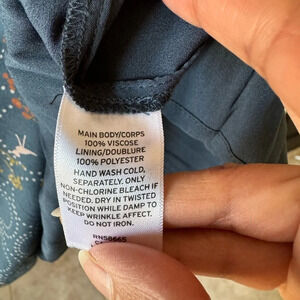 MAIN BODY/CORPS
100% VISCOSE
LINING/DOUBLURE
100% POLYESTER
HAND WASH COLD,
SEPARATELY. ONLY
NON-CHLORINE BLEACH IF
NEEDED. DRY IN TWISTED
POSITION WHILE DAMP TO
KEEP WRINKLE AFFECT.
DO NOT IRON.
RN58665